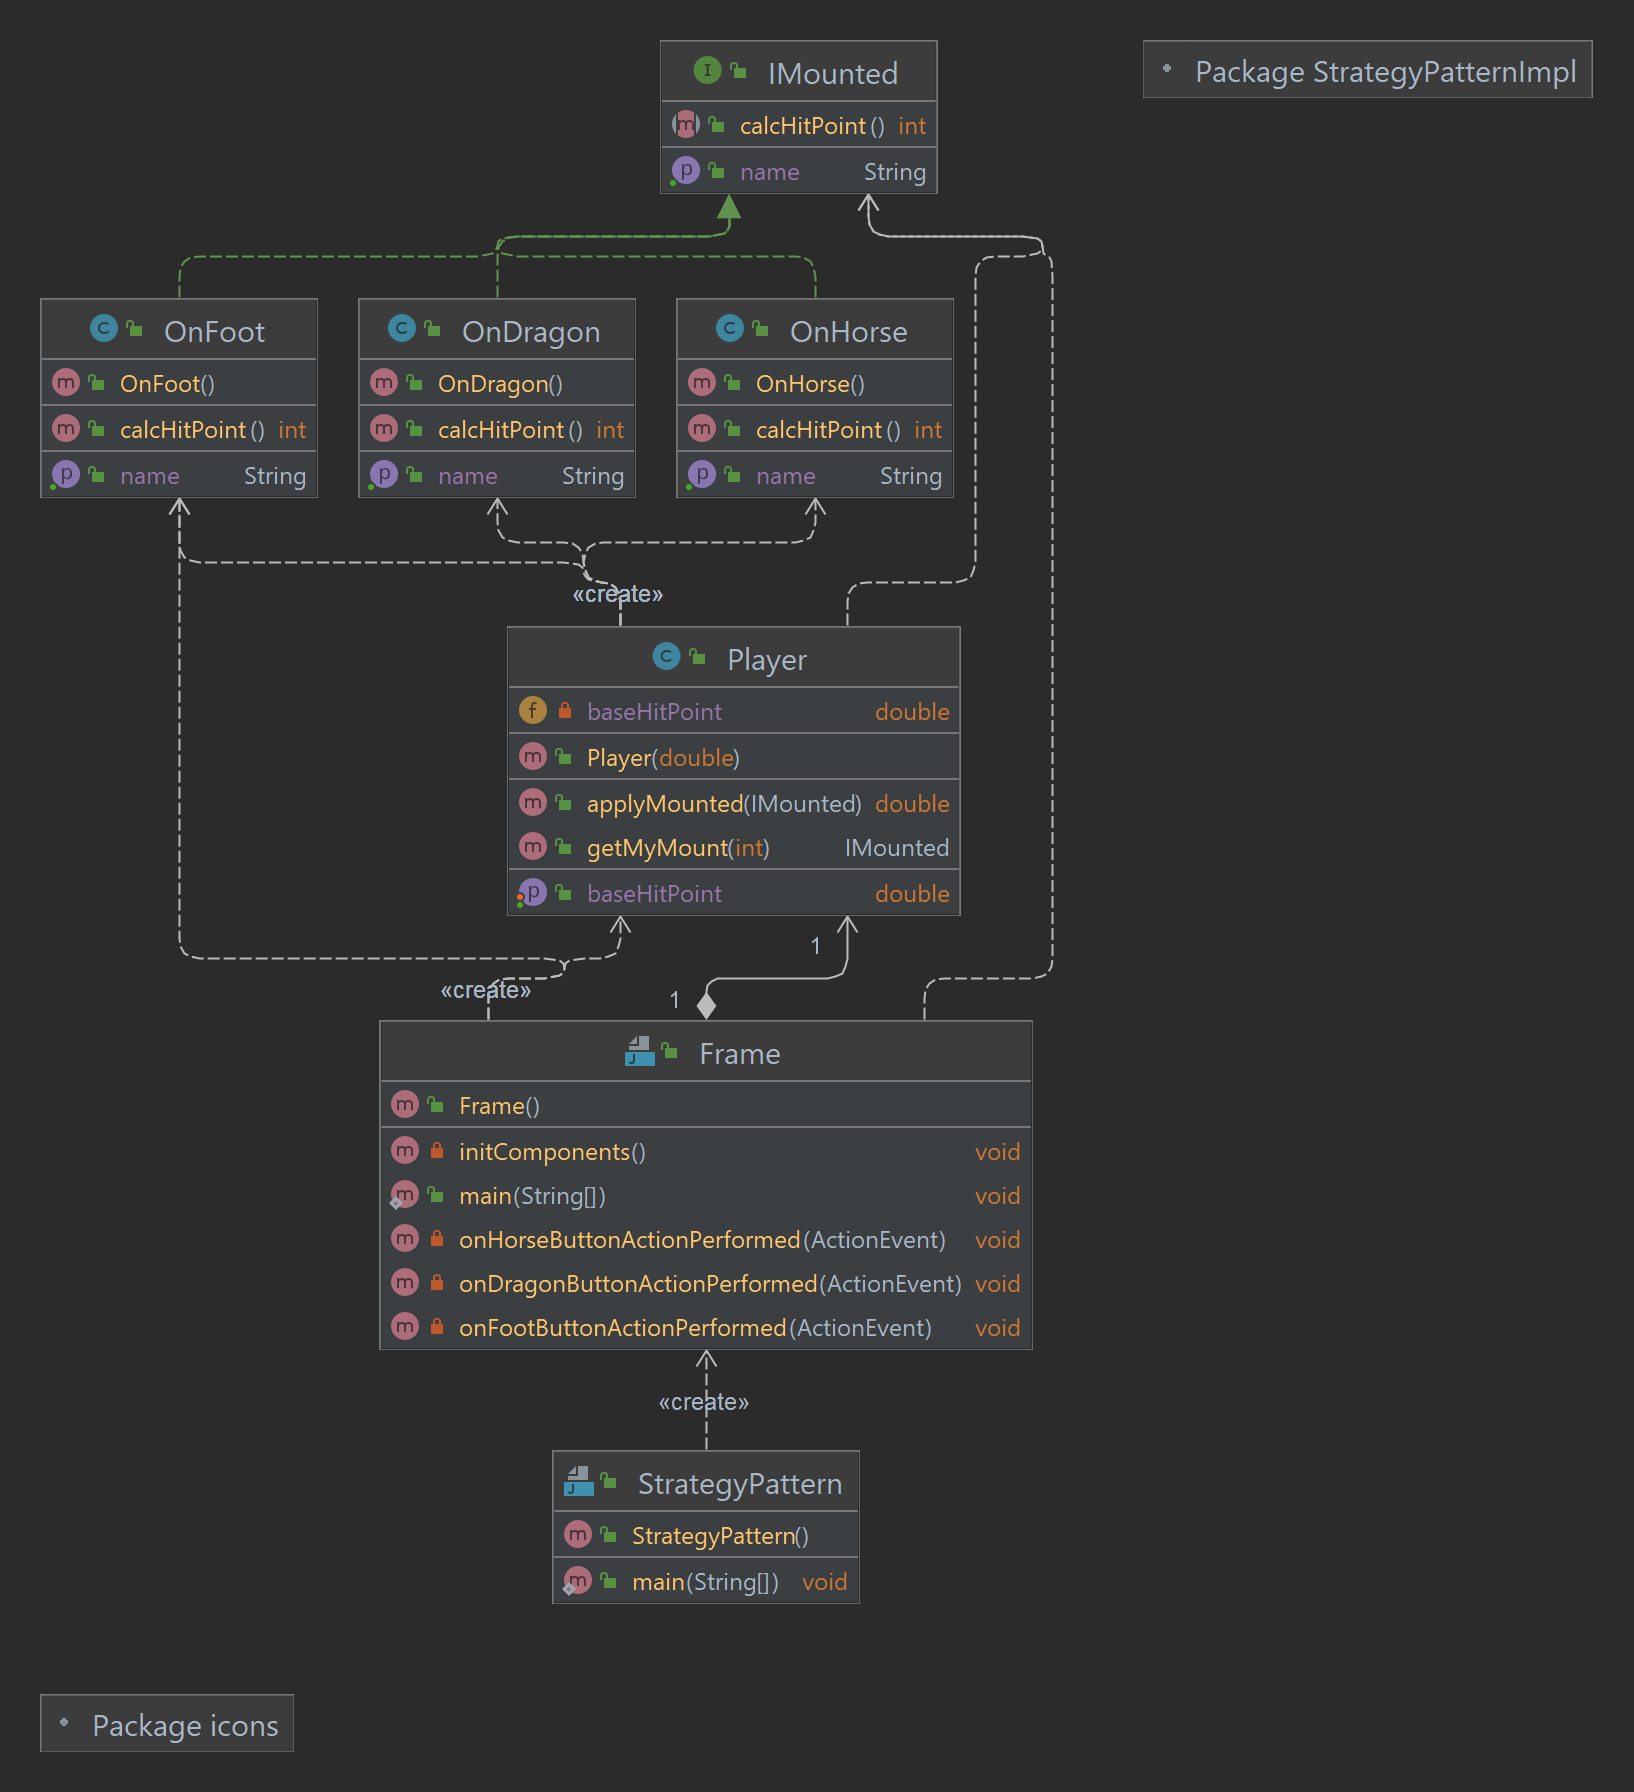 IMounted
calcHitPoint() int
name String
Package StrategyPatternImpl
OnFoot
OnFoot()
calcHitPoint() int
name String
OnDragon
OnDragon()
calcHitPoint() int
name String
OnHorse
OnHorse()
calcHitPoint() int
name String
«create»
Player
baseHitPoint double
Player(double)
applyMounted(IMounted) double
getMyMount(int) IMounted
baseHitPoint double
1
«create»
1
Frame
Frame()
initComponents() void
main(String[]) void
onHorseButtonActionPerformed(ActionEvent) void
onDragonButtonActionPerformed(ActionEvent) void
onFootButtonActionPerformed(ActionEvent) void
«create»
StrategyPattern
StrategyPattern()
main(String[]) void
Package icons